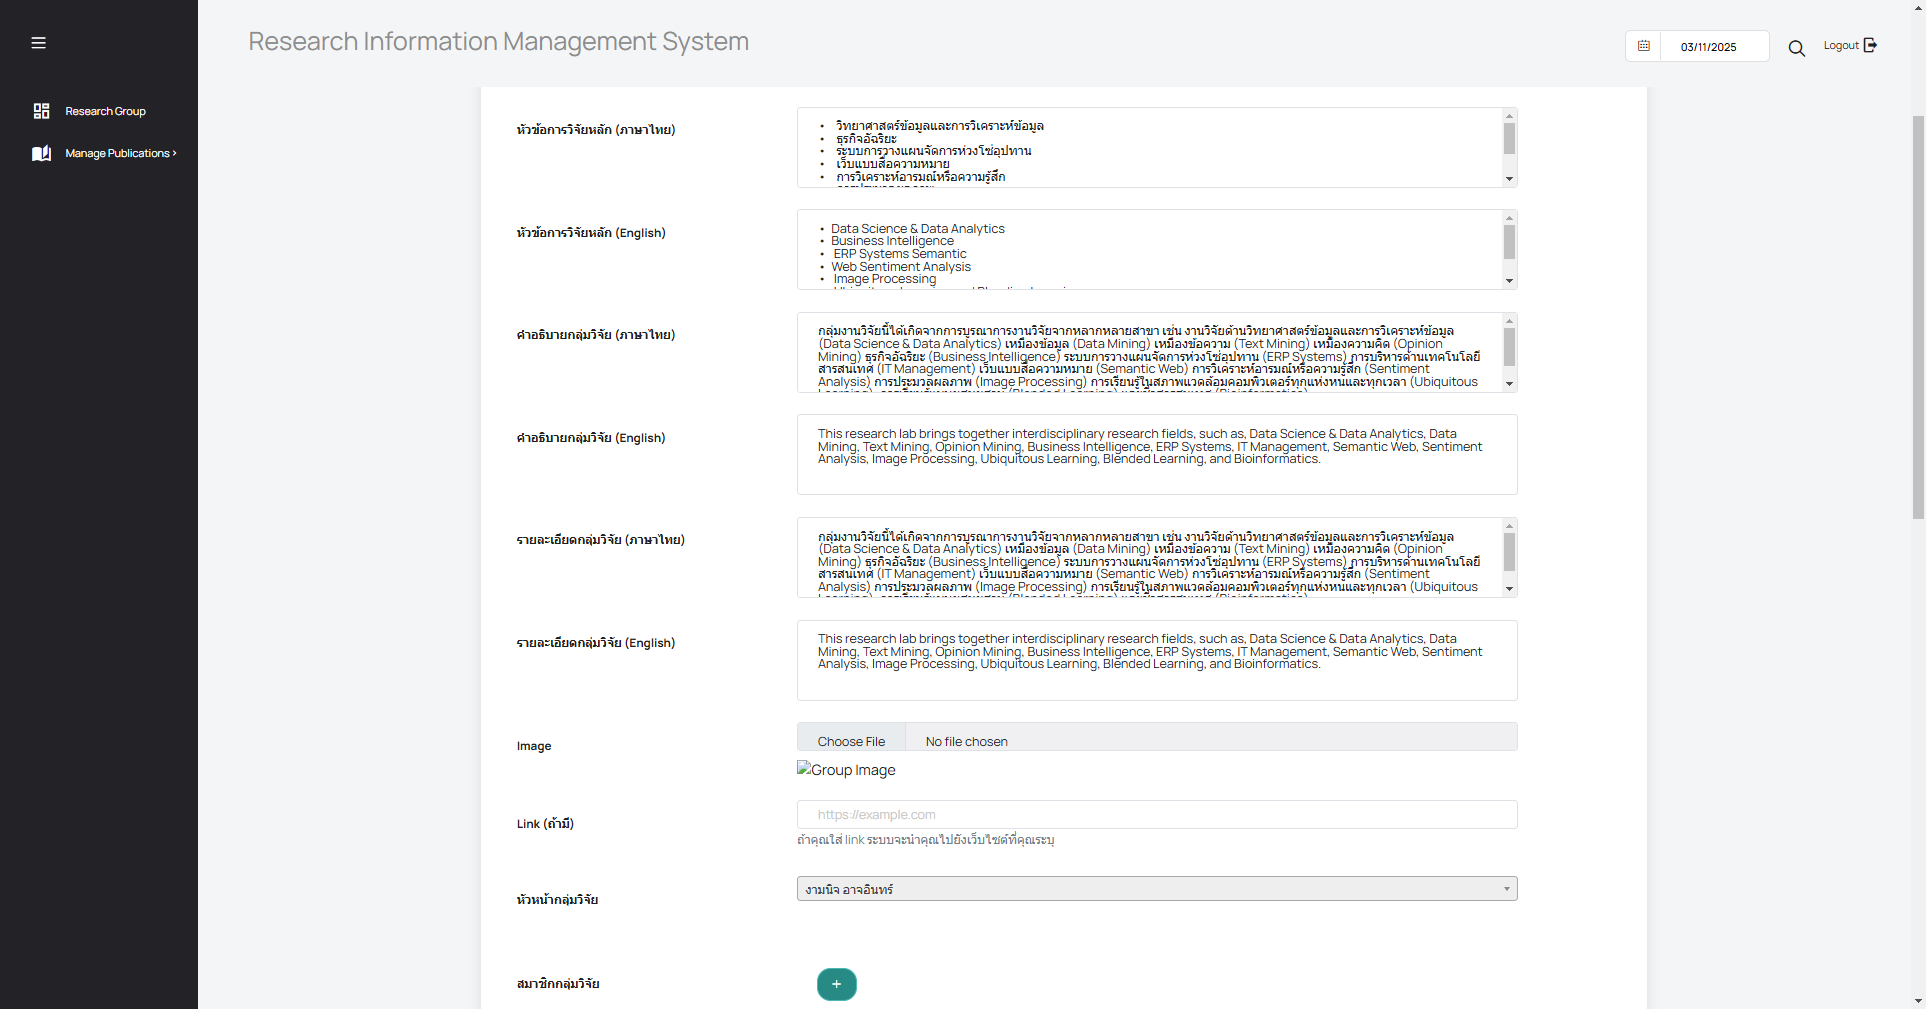 Research Information Management System
03/11/2025
Logout
Research Group
Manage Publications ›
หัวข้อการวิจัยหลัก (ภาษาไทย)
• วิทยาศาสตร์ข้อมูลและการวิเคราะห์ข้อมูล
• ธุรกิจอัฉริยะ
• ระบบการวางแผนจัดการห่วงโซ่อุปทาน
• เว็บแบบสื่อความหมาย
• การวิเคราะห์อารมณ์หรือความรู้สึก
หัวข้อการวิจัยหลัก (English)
• Data Science & Data Analytics
• Business Intelligence
• ERP Systems Semantic
• Web Sentiment Analysis
• Image Processing
คำอธิบายกลุ่มวิจัย (ภาษาไทย)
กลุ่มงานวิจัยนี้ได้เกิดจากการบูรณาการงานวิจัยจากหลากหลายสาขา เช่น งานวิจัยด้านวิทยาศาสตร์ข้อมูลและการวิเคราะห์ข้อมูล
(Data Science & Data Analytics) เหมืองข้อมูล (Data Mining) เหมืองข้อความ (Text Mining) เหมืองความคิด (Opinion
Mining) ธุรกิจอัฉริยะ (Business Intelligence) ระบบการวางแผนจัดการห่วงโซ่อุปทาน (ERP Systems) การบริหารด้านเทคโนโลยี
สารสนเทศ (IT Management) เว็บแบบสื่อความหมาย (Semantic Web) การวิเคราะห์อารมณ์หรือความรู้สึก (Sentiment
Analysis) การประมวลผลภาพ (Image Processing) การเรียนรู้ในสภาพแวดล้อมคอมพิวเตอร์ทุกแห่งหนและทุกเวลา (Ubiquitous
คำอธิบายกลุ่มวิจัย (English)
This research lab brings together interdisciplinary research fields, such as, Data Science & Data Analytics, Data
Mining, Text Mining, Opinion Mining, Business Intelligence, ERP Systems, IT Management, Semantic Web, Sentiment
Analysis, Image Processing, Ubiquitous Learning, Blended Learning, and Bioinformatics.
รายละเอียดกลุ่มวิจัย (ภาษาไทย)
กลุ่มงานวิจัยนี้ได้เกิดจากการบูรณาการงานวิจัยจากหลากหลายสาขา เช่น งานวิจัยด้านวิทยาศาสตร์ข้อมูลและการวิเคราะห์ข้อมูล
(Data Science & Data Analytics) เหมืองข้อมูล (Data Mining) เหมืองข้อความ (Text Mining) เหมืองความคิด (Opinion
Mining) ธุรกิจอัฉริยะ (Business Intelligence) ระบบการวางแผนจัดการห่วงโซ่อุปทาน (ERP Systems) การบริหารด้านเทคโนโลยี
สารสนเทศ (IT Management) เว็บแบบสื่อความหมาย (Semantic Web) การวิเคราะห์อารมณ์หรือความรู้สึก (Sentiment
Analysis) การประมวลผลภาพ (Image Processing) การเรียนรู้ในสภาพแวดล้อมคอมพิวเตอร์ทุกแห่งหนและทุกเวลา (Ubiquitous
รายละเอียดกลุ่มวิจัย (English)
This research lab brings together interdisciplinary research fields, such as, Data Science & Data Analytics, Data
Mining, Text Mining, Opinion Mining, Business Intelligence, ERP Systems, IT Management, Semantic Web, Sentiment
Analysis, Image Processing, Ubiquitous Learning, Blended Learning, and Bioinformatics.
Image
Choose File No file chosen
Group Image
Link (ถ้ามี)
https://example.com
ถ้าคุณใส่ link ระบบจะนำคุณไปยังเว็บไซต์ที่คุณระบุ
หัวหน้ากลุ่มวิจัย
งามนิจ อาจอินทร์
สมาชิกกลุ่มวิจัย
+